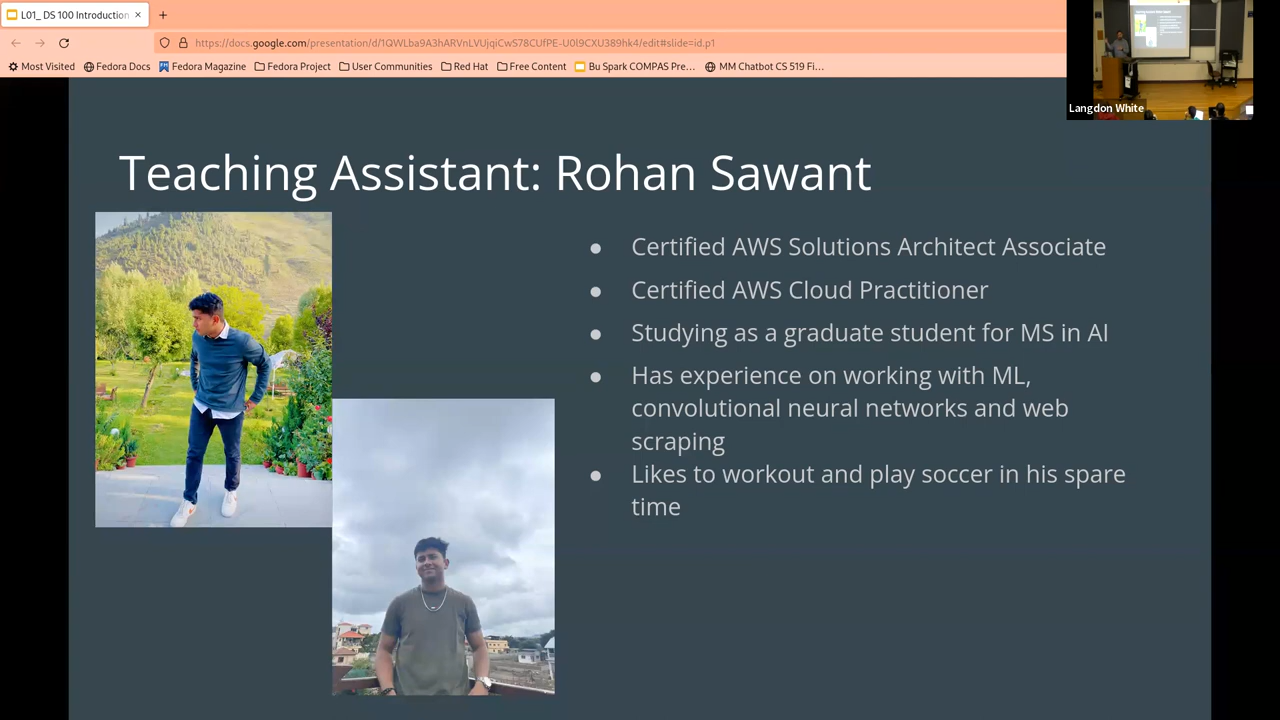 L01_ DS 100 Introduction
https://docs.google.com/presentation/d/1QWLba9A3hARVnLVUjqiCwS78CUfPE-U0l9CXU389hk4/edit#slide=id.p1
Most Visited Fedora Docs Fedora Magazine Fedora Project User Communities Red Hat Free Content Bu Spark COMPAS Pre... MM Chatbot CS 519 Fi...
Langdon White
Teaching Assistant: Rohan Sawant
● Certified AWS Solutions Architect Associate
● Certified AWS Cloud Practitioner
● Studying as a graduate student for MS in AI
● Has experience on working with ML,
convolutional neural networks and web
scraping
● Likes to workout and play soccer in his spare
time